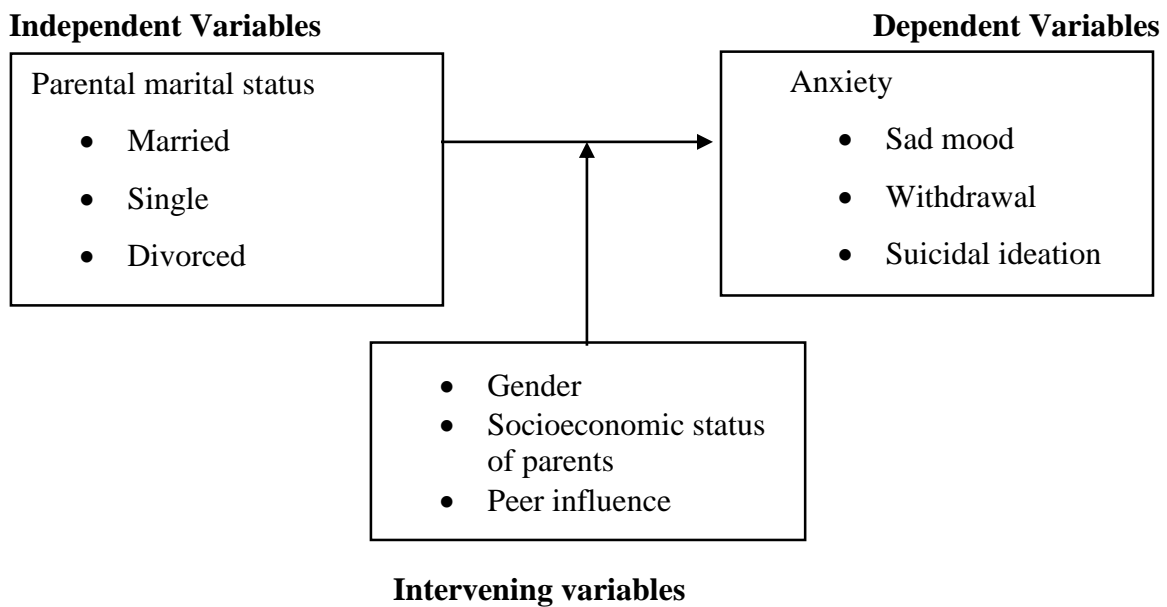 Independent Variables
Dependent Variables
Parental marital status
• Married
• Single
• Divorced
Anxiety
• Sad mood
• Withdrawal
• Suicidal ideation
• Gender
• Socioeconomic status
of parents
• Peer influence
Intervening variables